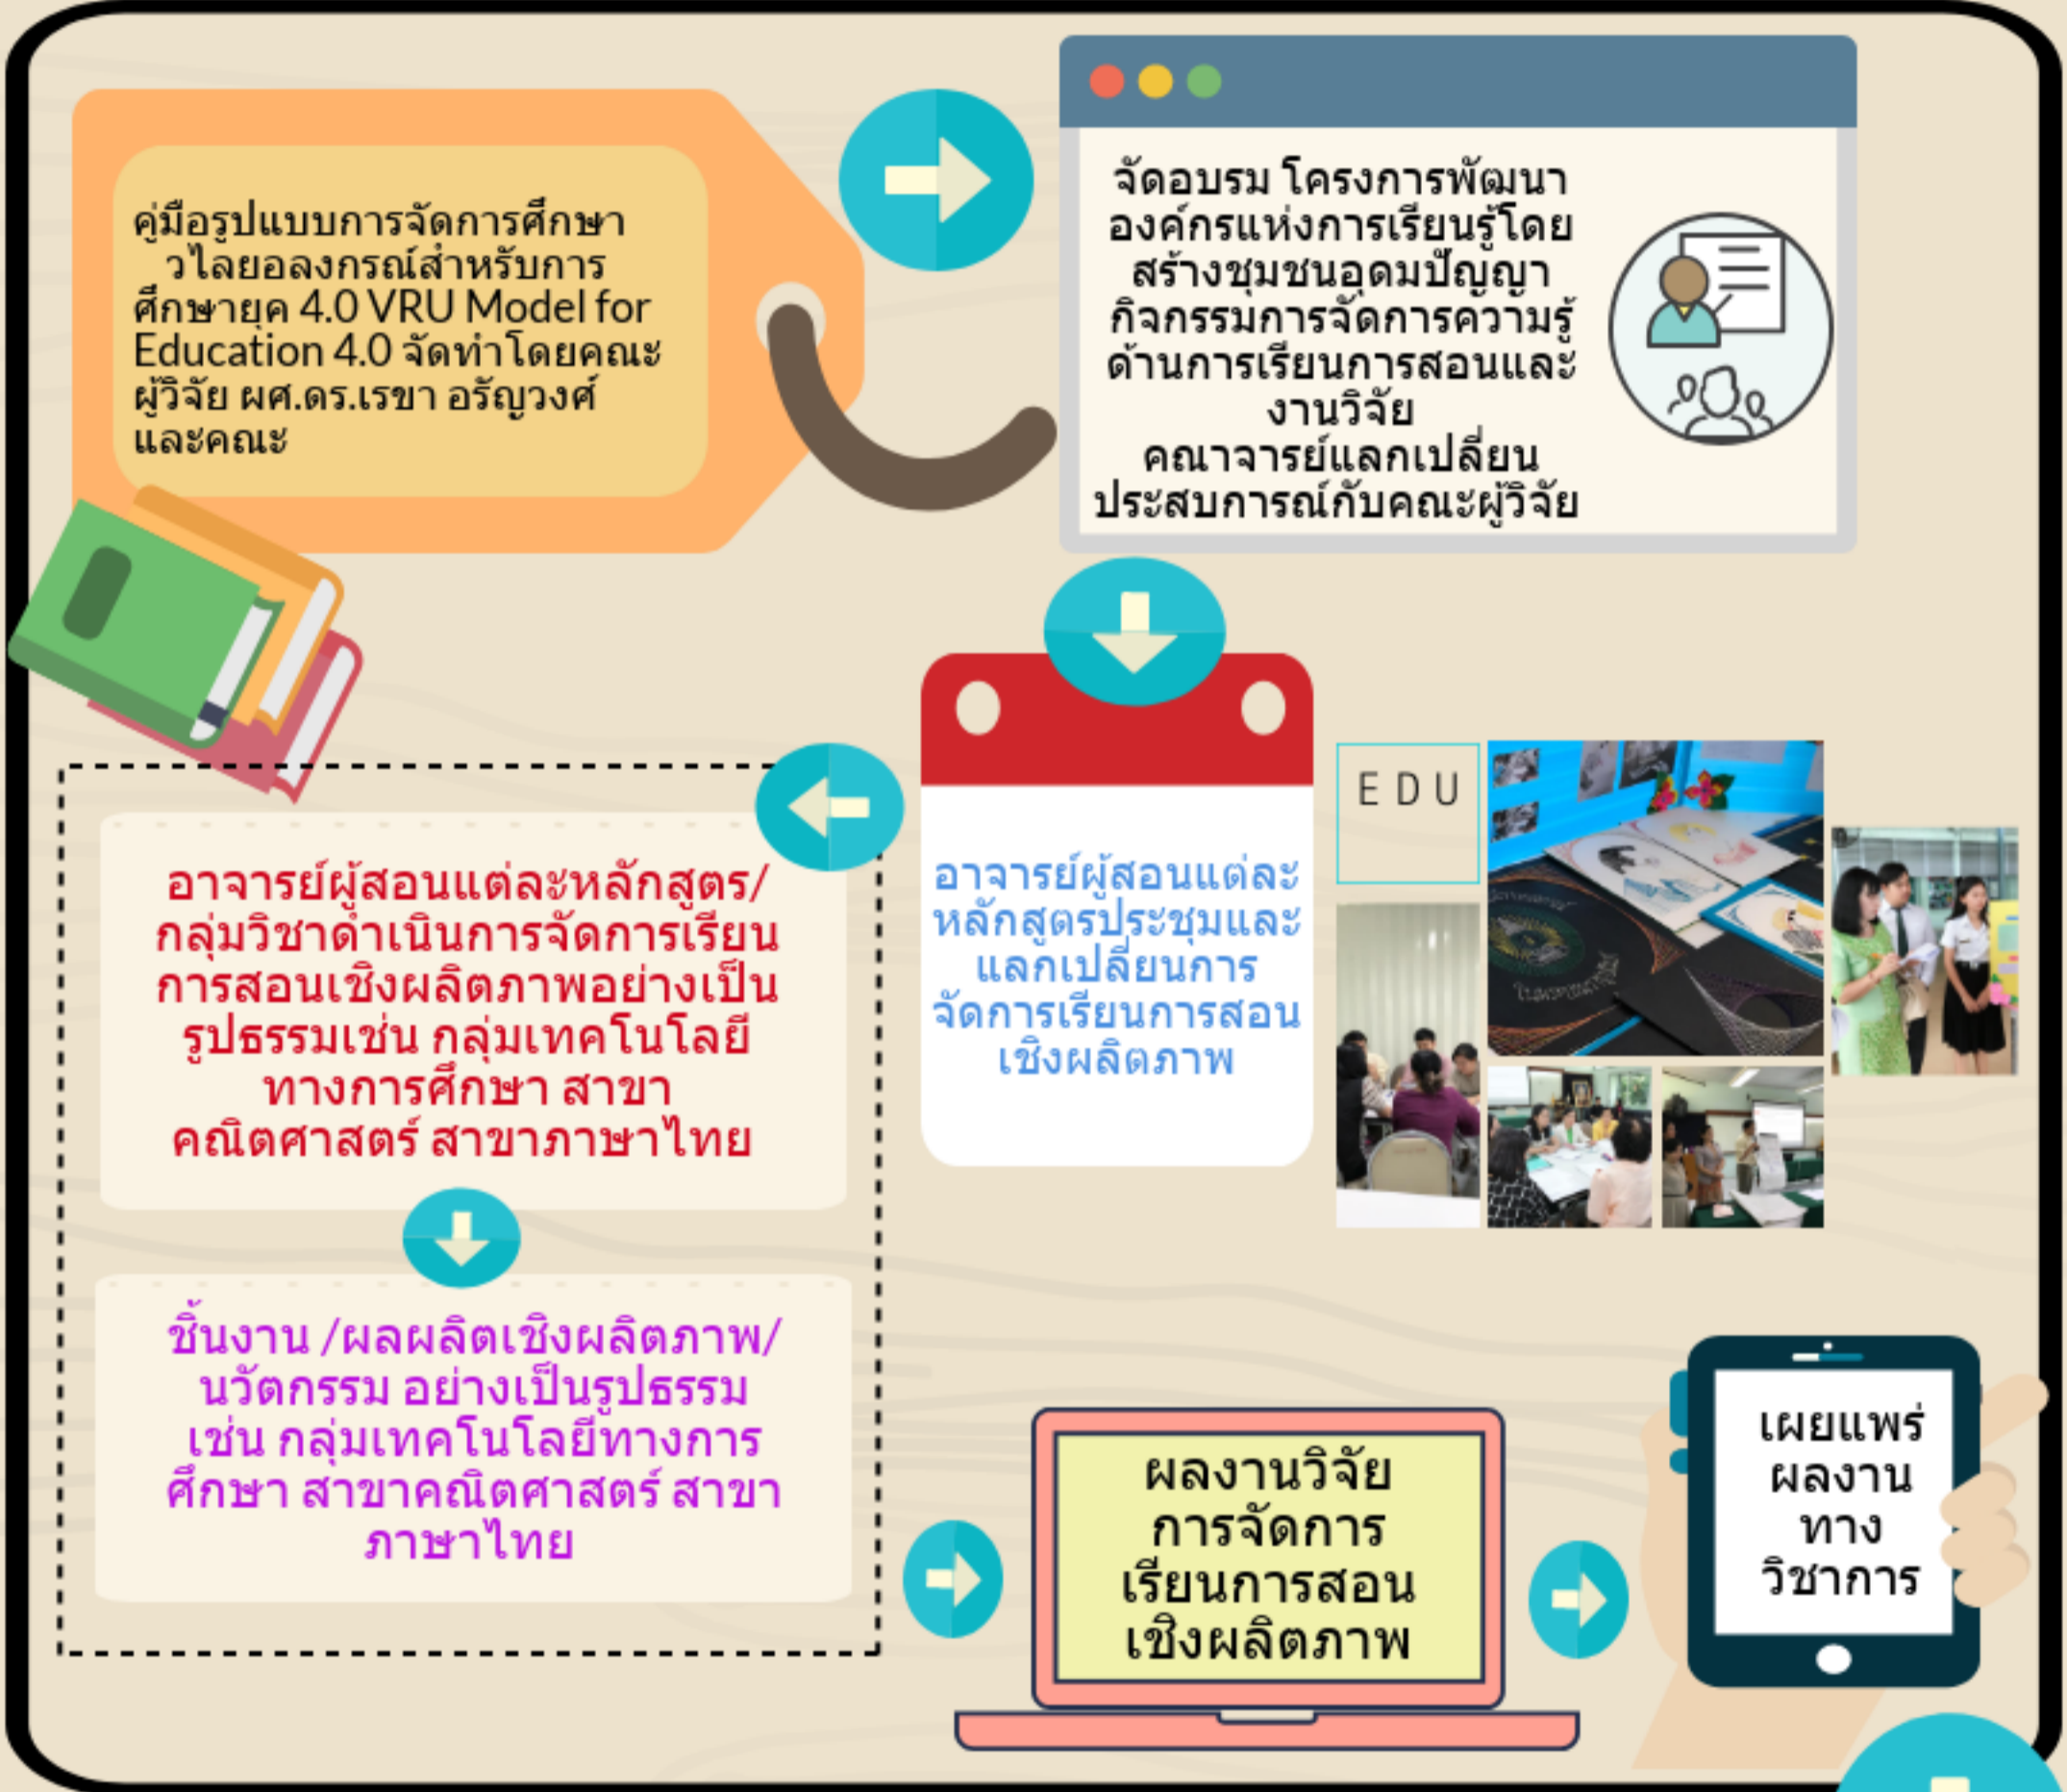 คู่มือรูปแบบการจัดการศึกษา
วไลยอลงกรณ์สำหรับการ
ศึกษายุค 4.0 VRU Model for
Education 4.0 จัดทำโดยคณะ
ผู้วิจัย ผศ.ดร.เรขา อรัญวงศ์
และคณะ
จัดอบรม โครงการพัฒนา
องค์กรแห่งการเรียนรู้โดย
สร้างชุมชนอุดมปัญญา
กิจกรรมการจัดการความรู้
ด้านการเรียนการสอนและ
งานวิจัย
คณาจารย์แลกเปลี่ยน
ประสบการณ์กับคณะผู้วิจัย
อาจารย์ผู้สอนแต่ละ
หลักสูตรประชุมและ
แลกเปลี่ยนการ
จัดการเรียนการสอน
เชิงผลิตภาพ
EDU
อาจารย์ผู้สอนแต่ละหลักสูตร/
กลุ่มวิชาดำเนินการจัดการเรียน
การสอนเชิงผลิตภาพอย่างเป็น
รูปธรรมเช่น กลุ่มเทคโนโลยี
ทางการศึกษา สาขา
คณิตศาสตร์ สาขาภาษาไทย
ชิ้นงาน /ผลผลิตเชิงผลิตภาพ/
นวัตกรรม อย่างเป็นรูปธรรม
เช่น กลุ่มเทคโนโลยีทางการ
ศึกษา สาขาคณิตศาสตร์ สาขา
ภาษาไทย
ผลงานวิจัย
การจัดการ
เรียนการสอน
เชิงผลิตภาพ
เผยแพร่
ผลงาน
ทาง
วิชาการ